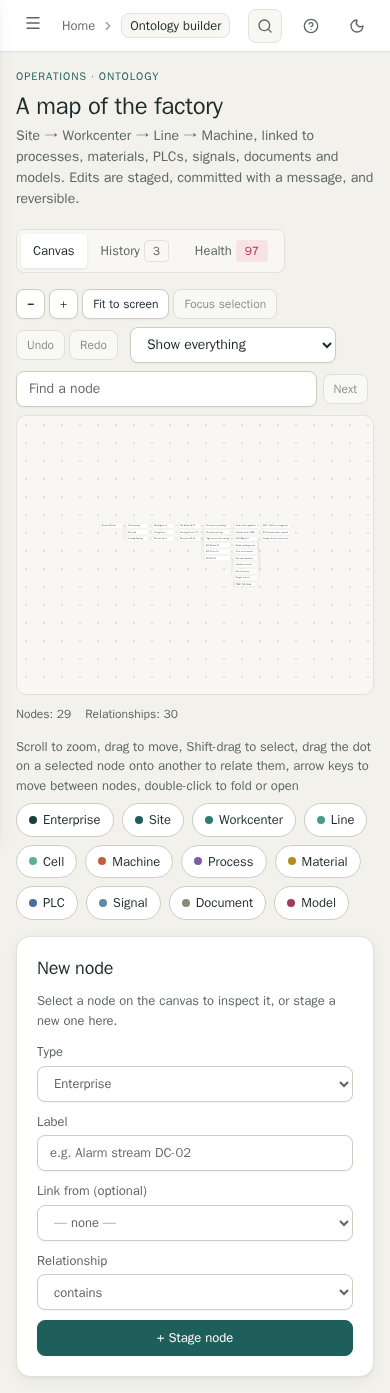 Home > Ontology builder
OPERATIONS · ONTOLOGY
A map of the factory
Site → Workcenter → Line → Machine, linked to
processes, materials, PLCs, signals, documents and
models. Edits are staged, committed with a message, and
reversible.
Canvas History 3 Health 97
− + Fit to screen Focus selection
Undo Redo Show everything
Find a node Next
Nodes: 29 Relationships: 30
Scroll to zoom, drag to move, Shift-drag to select, drag the dot
on a selected node onto another to relate them, arrow keys to
move between nodes, double-click to fold or open
Enterprise Site Workcenter Line
Cell Machine Process Material
PLC Signal Document Model
New node
Select a node on the canvas to inspect it, or stage a
new one here.
Type
Enterprise
Label
e.g. Alarm stream DC-02
Link from (optional)
— none —
Relationship
contains
+ Stage node